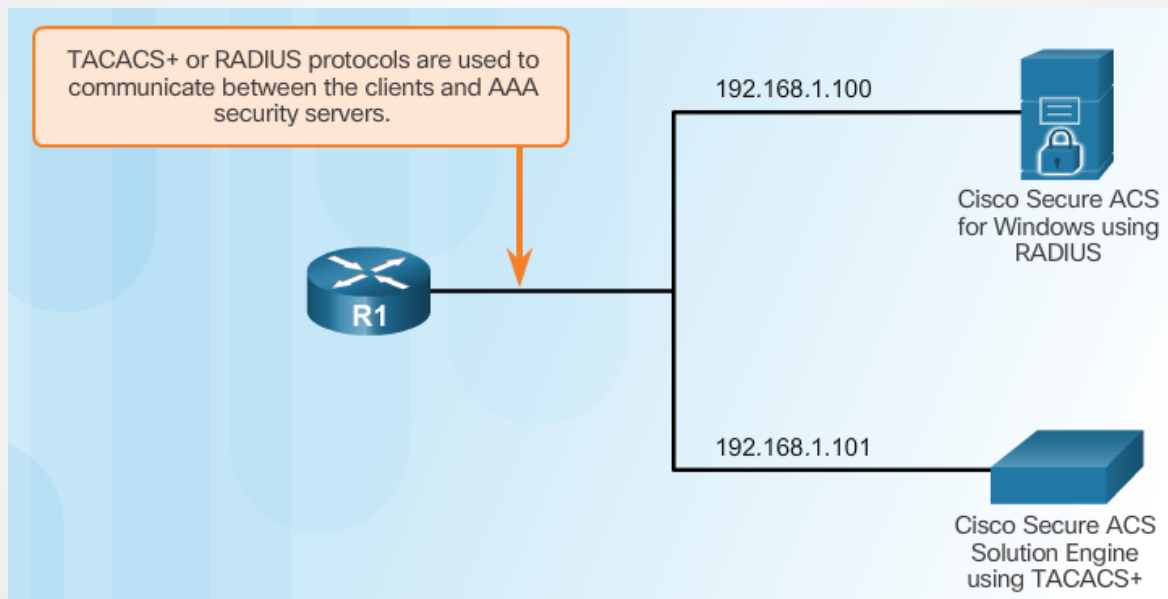 TACACS+ or RADIUS protocols are used to
communicate between the clients and AAA
security servers.
192.168.1.100
Cisco Secure ACS
for Windows using
RADIUS
R1
192.168.1.101
Cisco Secure ACS
Solution Engine
using TACACS+